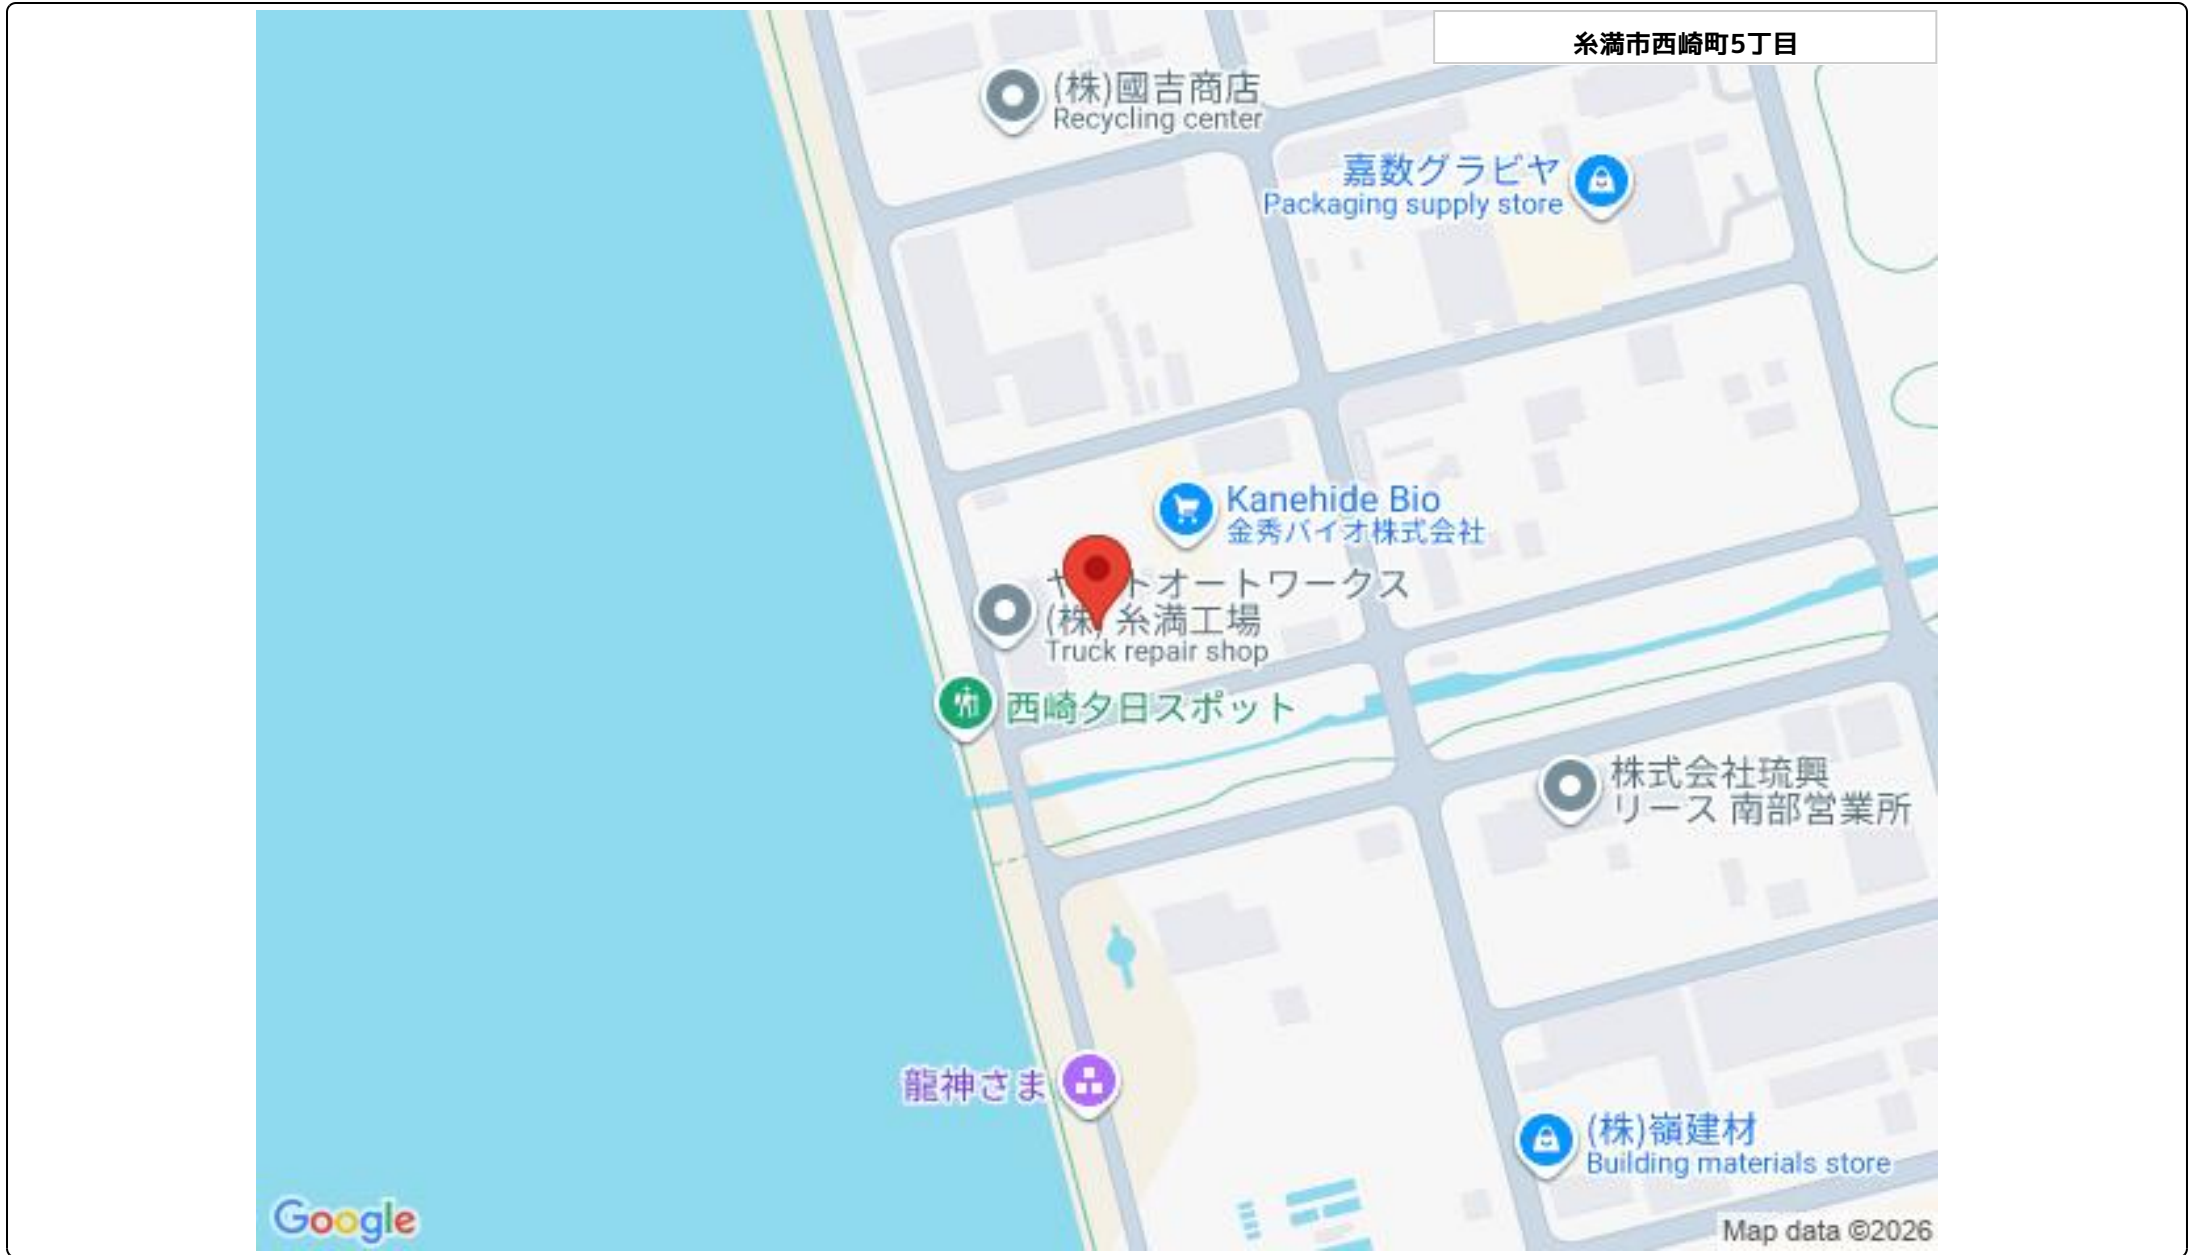 糸満市西崎町5丁目
(株)國吉商店
Recycling center
嘉数グラビヤ
Packaging supply store
Kanehide Bio
金秀バイオ株式会社
トオートワークス
(株) 糸満工場
Truck repair shop
西崎夕日スポット
株式会社琉興
リース 南部営業所
龍神さま
(株)嶺建材
Building materials store
Google
Map data ©2026